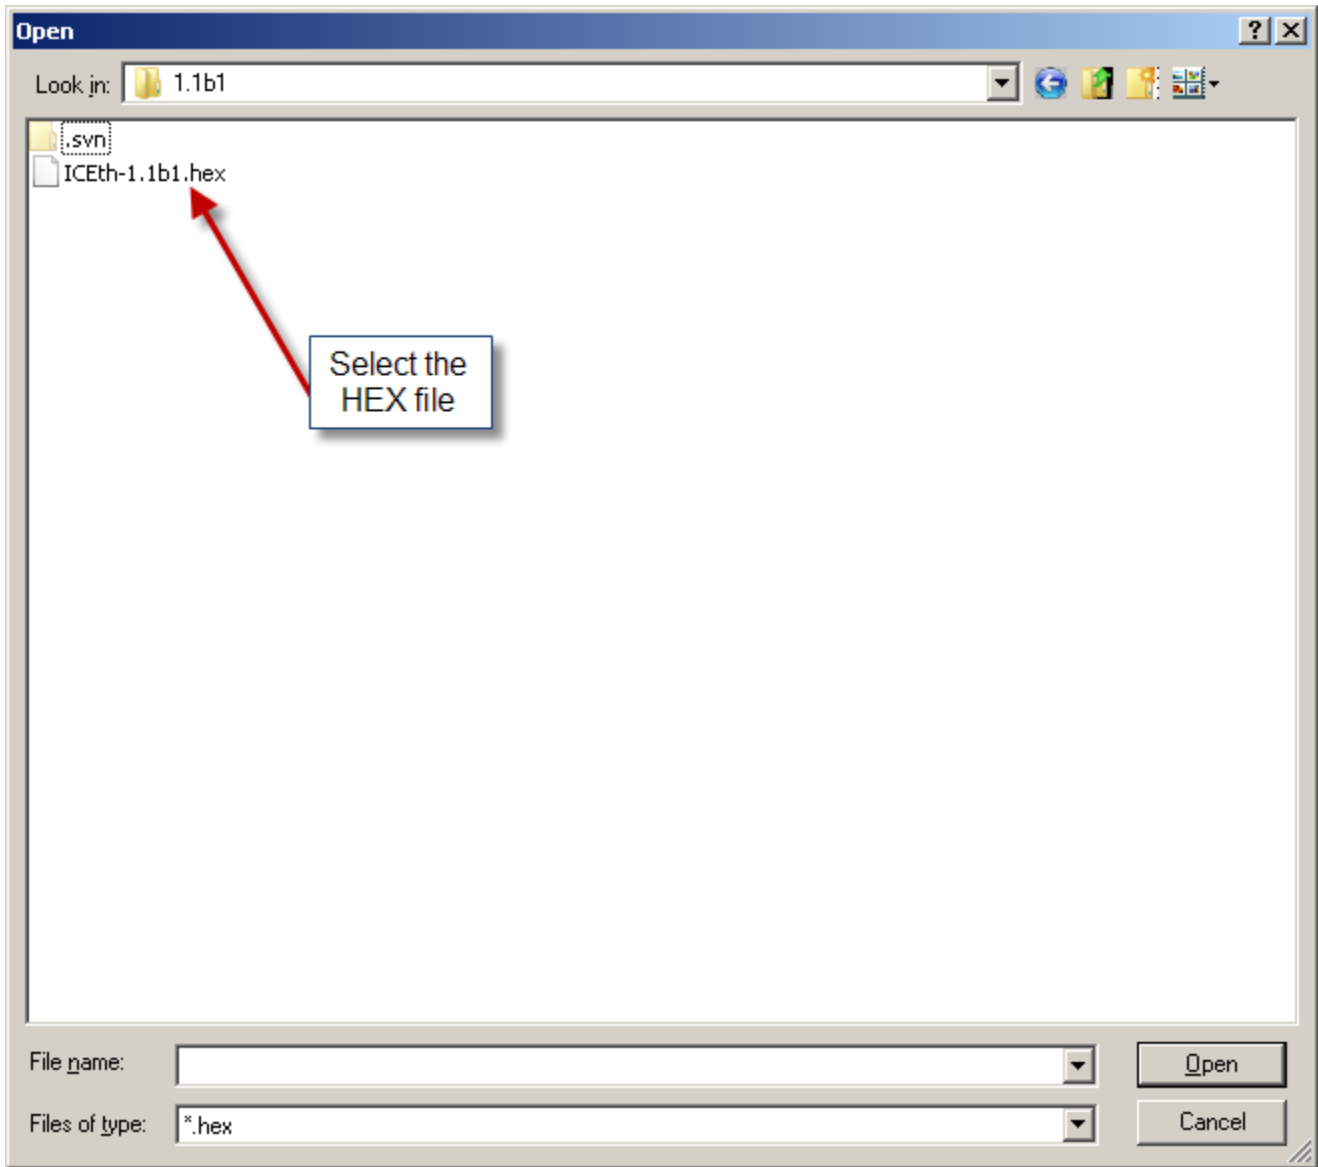 Open
Look in: 1.1b1
.svn
ICEth-1.1b1.hex
Select the
HEX file
File name:
Open
Files of type: *.hex
Cancel